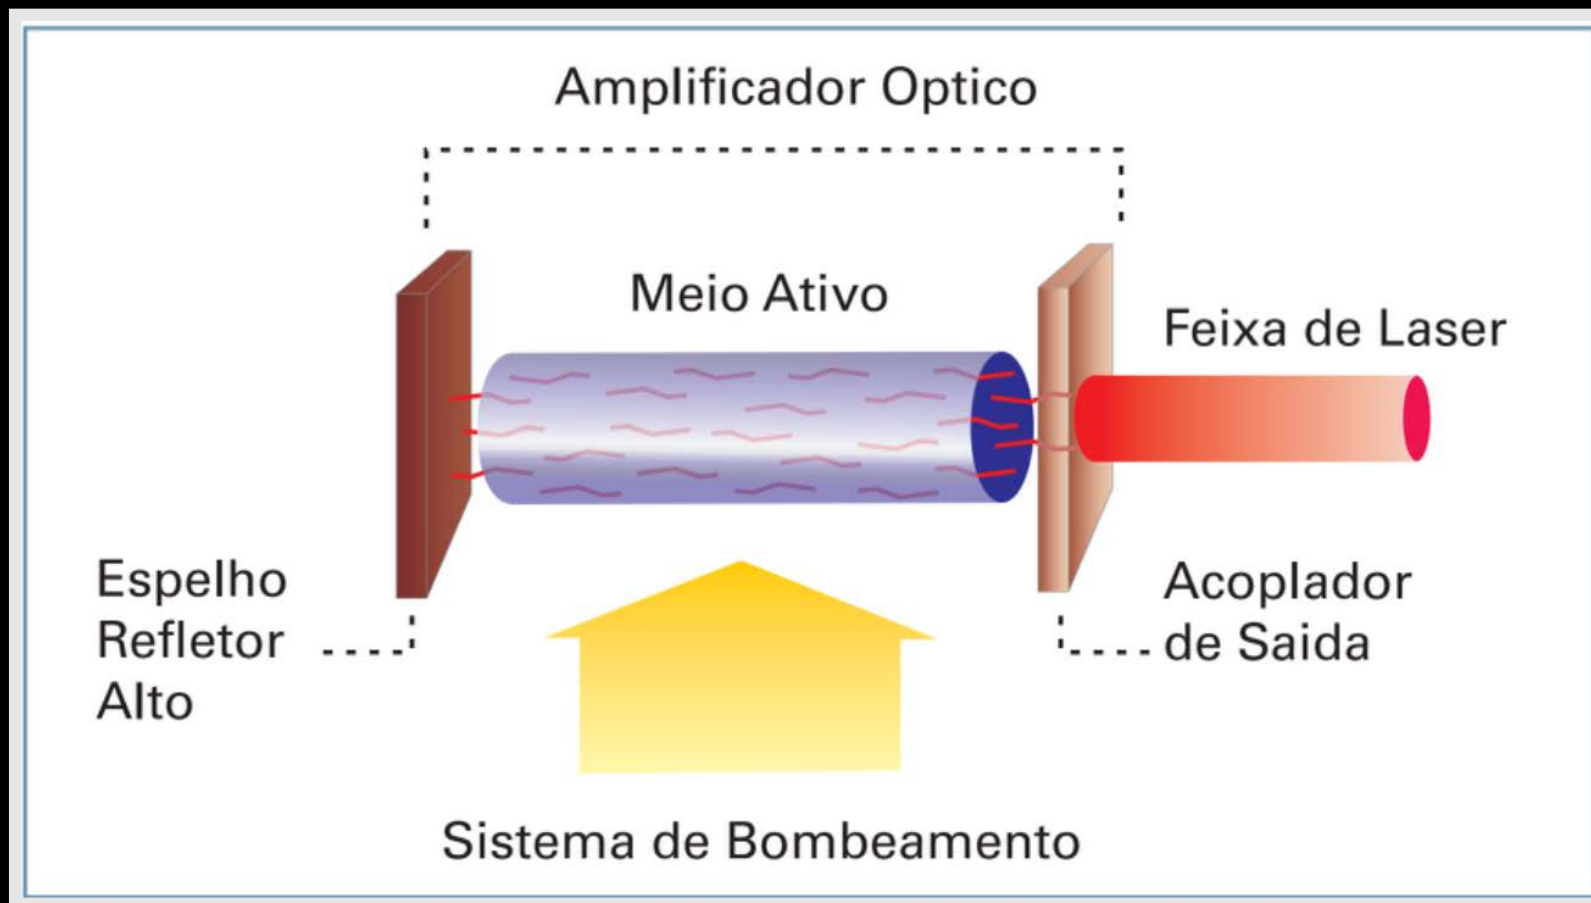 Amplificador Optico
Meio Ativo
Feixa de Laser
Espelho
Refletor
Alto
Acoplador
de Saida
Sistema de Bombeamento